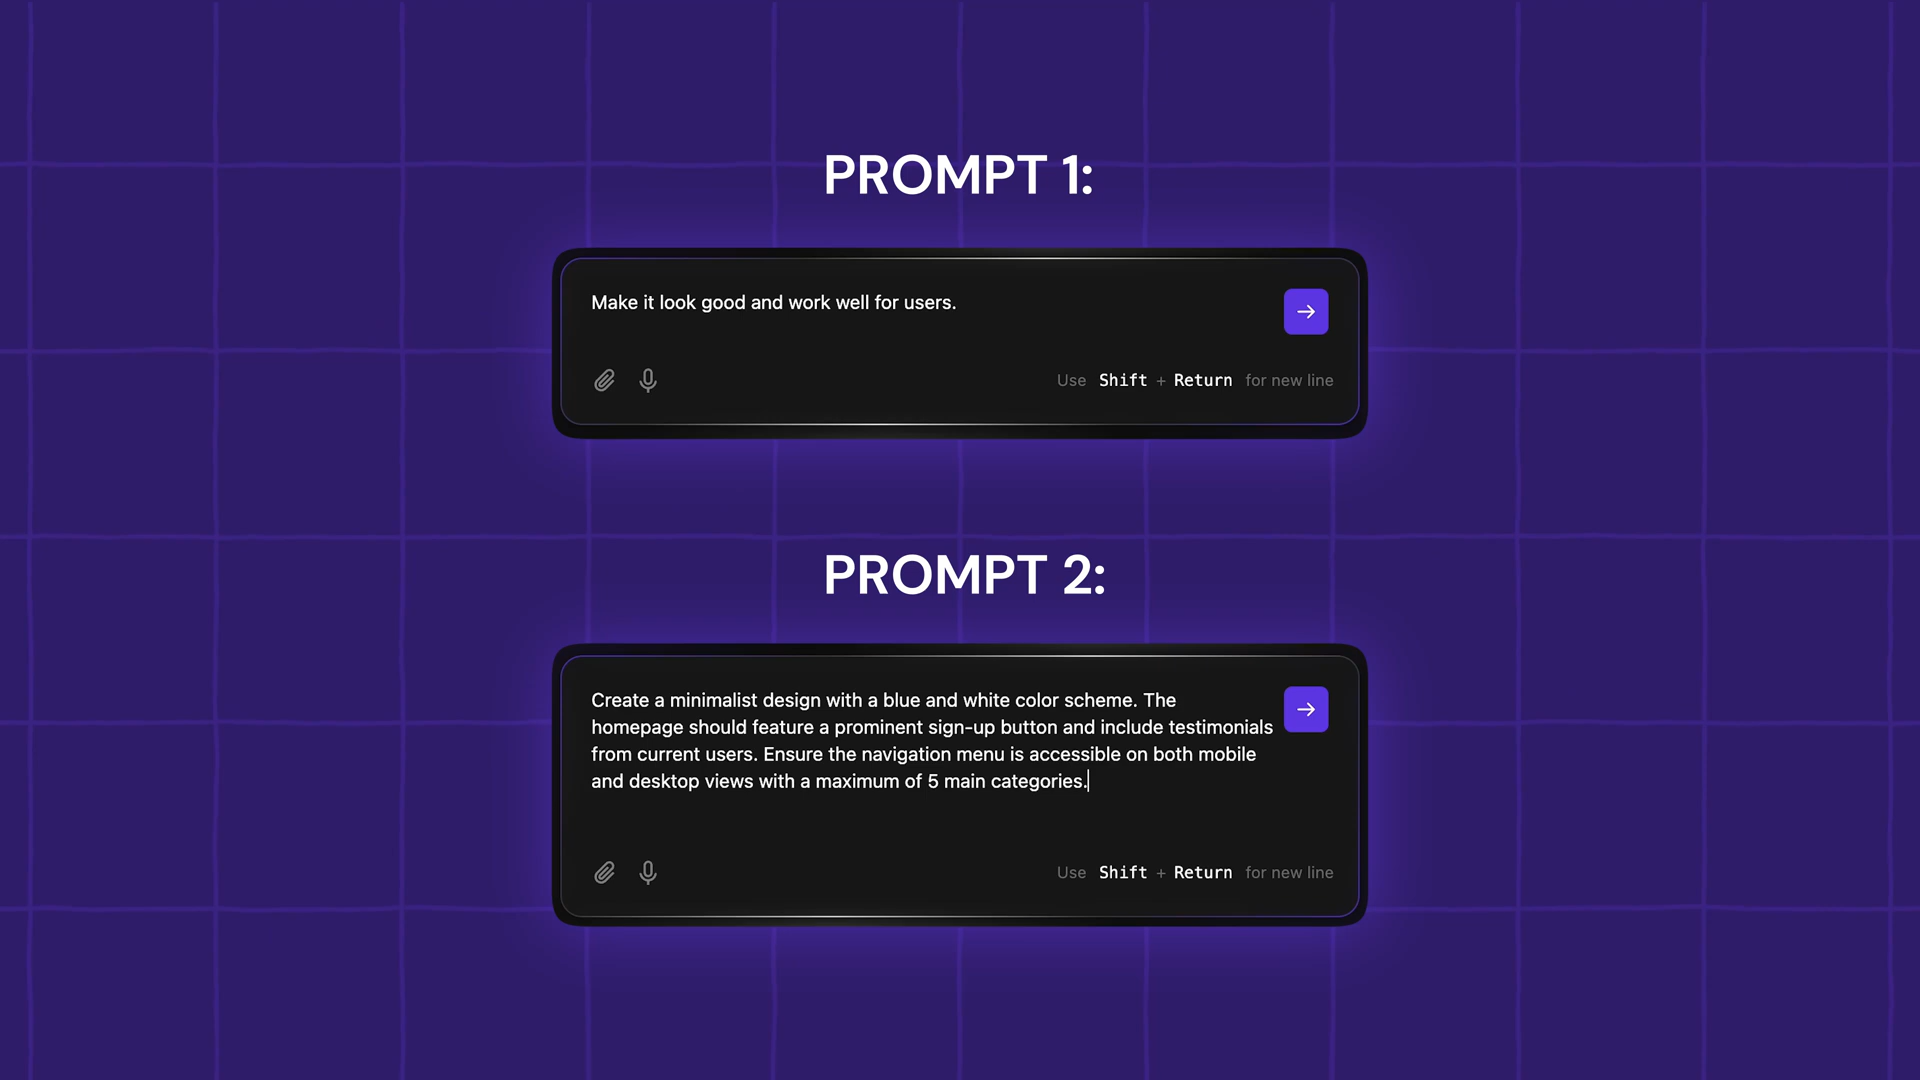 PROMPT 1:
Make it look good and work well for users.
Use Shift + Return for new line
PROMPT 2:
Create a minimalist design with a blue and white color scheme. The
homepage should feature a prominent sign-up button and include testimonials
from current users. Ensure the navigation menu is accessible on both mobile
and desktop views with a maximum of 5 main categories.
Use Shift + Return for new line